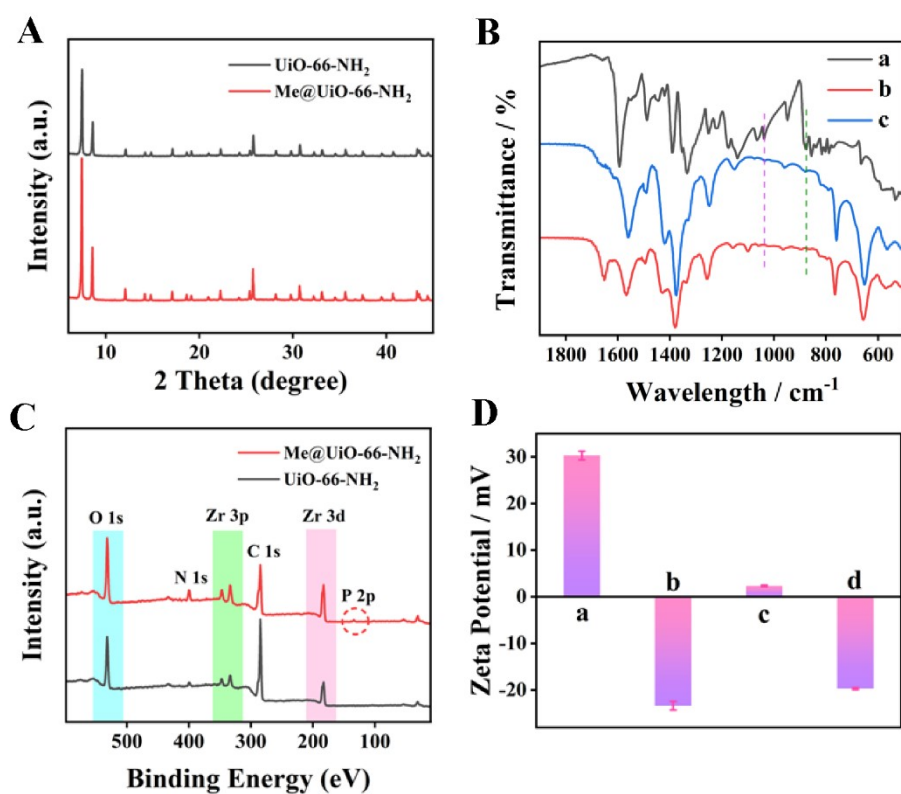 A
UiO-66-NH2
Me@UiO-66-NH2
Intensity (a.u.)
10 20 30 40
2 Theta (degree)
B
a
b
c
Transmittance / %
1800 1600 1400 1200 1000 800 600
Wavelength / cm-1
C
Me@UiO-66-NH2
UiO-66-NH2
O 1s
Zr 3p
Zr 3d
C 1s
N 1s
P 2p
Intensity (a.u.)
500 400 300 200 100
Binding Energy (eV)
D
30
20
10
0
-10
-20
Zeta Potential / mV
a
b
c
d